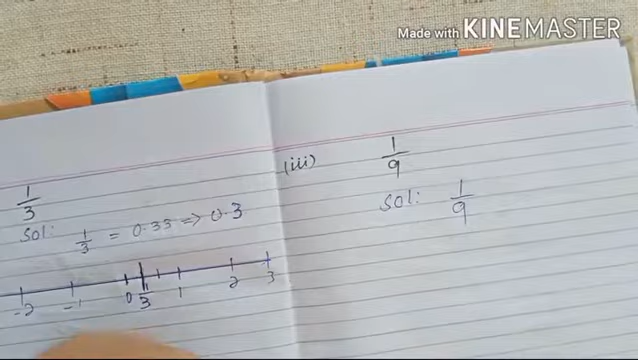 Made with KINEMASTER
1/3
Sol: 1/3 = 0.33 => 0.3
-2 -1 0 1/3 1 2 3
(iii) 1/9
Sol: 1/9